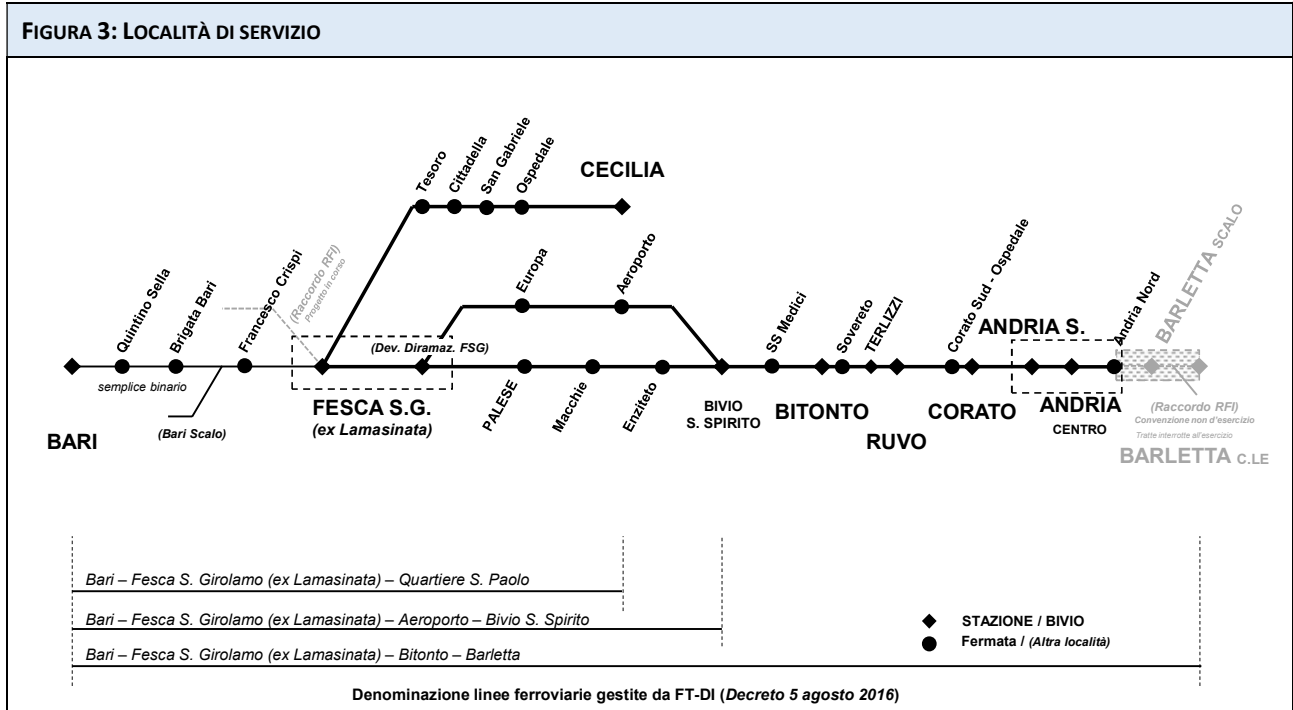 FIGURA 3: LOCALITÀ DI SERVIZIO
Tesoro
Cittadella
San Gabriele
Ospedale
CECILIA
Quintino Sella
Brigata Bari
Francesco Crispi
(Raccordo RFI)
Progetto in corso
Europa
Aeroporto
SS Medici
Sovereto
TERLIZZI
Corato Sud - Ospedale
ANDRIA S.
Andria Nord
BARLETTA SCALO
(Dev. Diramaz. FSG)
semplice binario
(Bari Scalo)
BARI
FESCA S.G.
(ex Lamasinata)
PALESE
Macchie
Enziteto
BIVIO
S. SPIRITO
BITONTO
RUVO
CORATO
ANDRIA
CENTRO
(Raccordo RFI)
Convenzione non d'esercizio
Tratte interrotte all'esercizio
BARLETTA C.LE
Bari – Fesca S. Girolamo (ex Lamasinata) – Quartiere S. Paolo
Bari – Fesca S. Girolamo (ex Lamasinata) – Aeroporto – Bivio S. Spirito
Bari – Fesca S. Girolamo (ex Lamasinata) – Bitonto – Barletta
STAZIONE / BIVIO
Fermata / (Altra località)
Denominazione linee ferroviarie gestite da FT-DI (Decreto 5 agosto 2016)